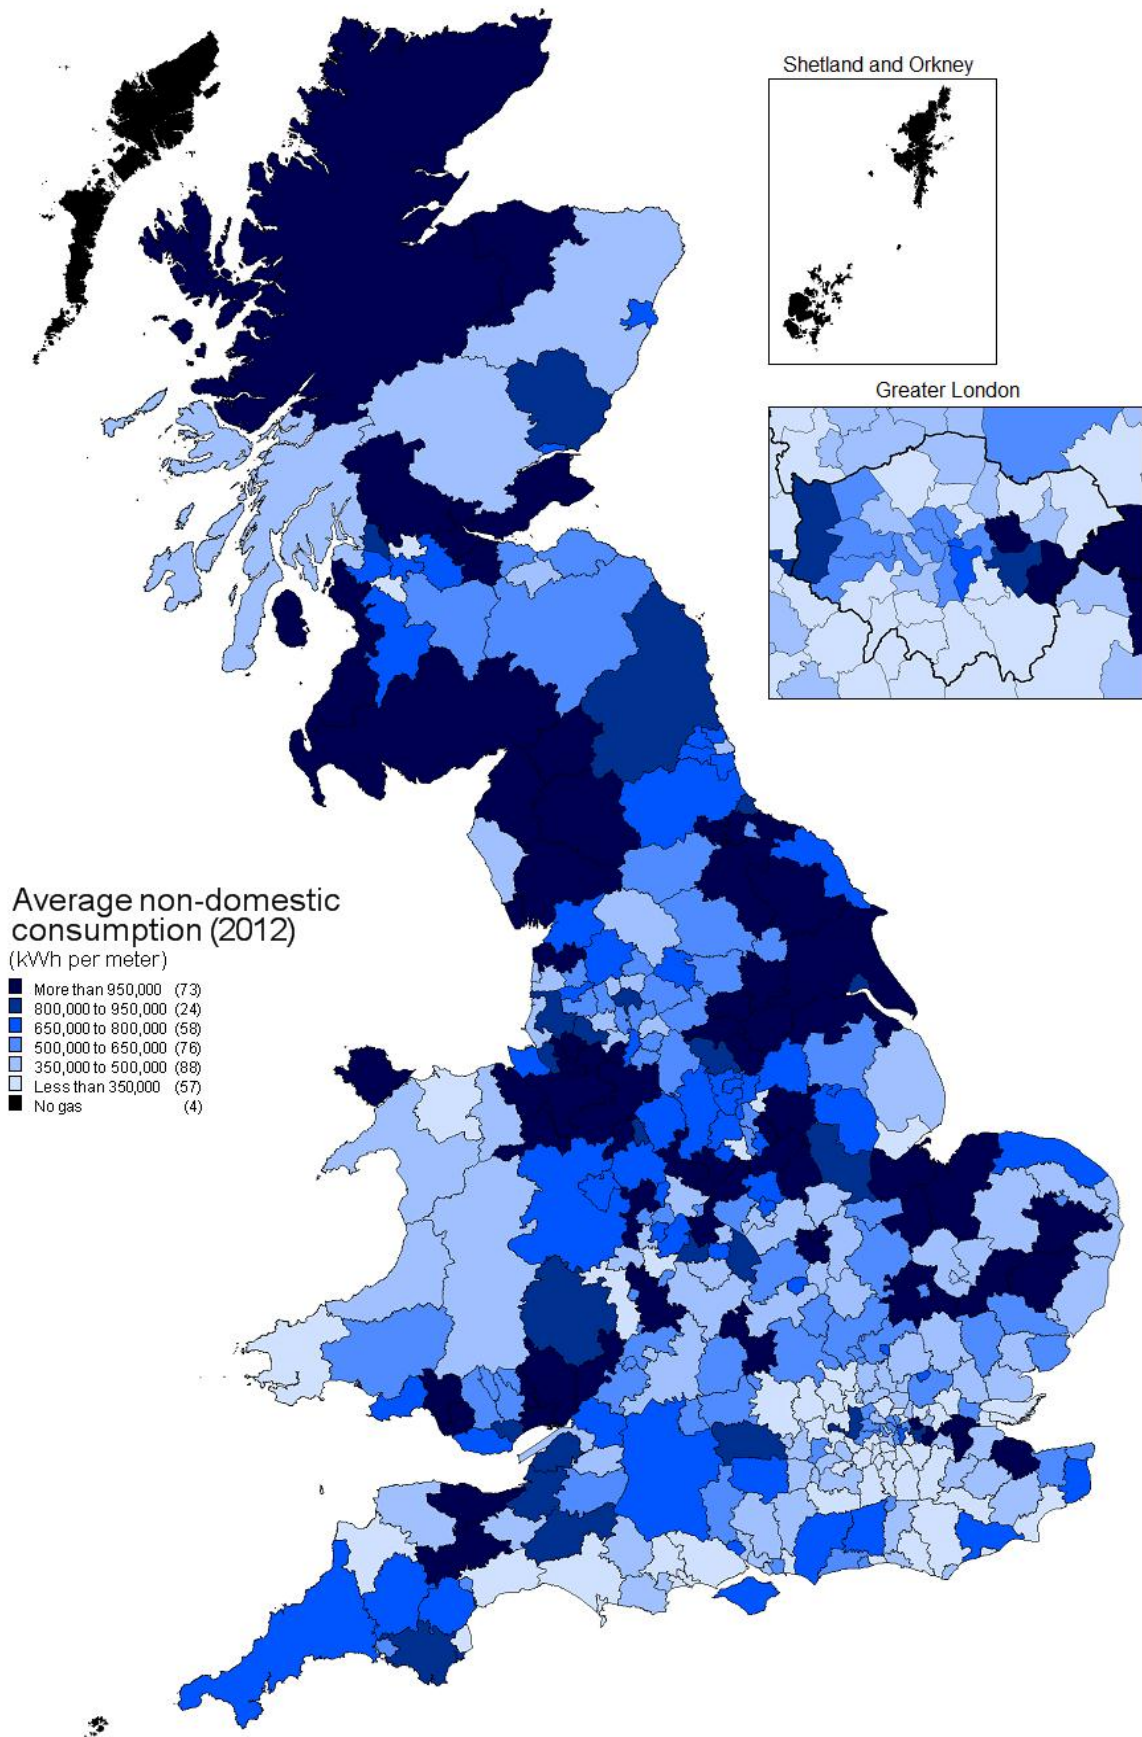 Shetland and Orkney
Greater London
Average non-domestic
consumption (2012)
(kWh per meter)
More than 950,000 (73)
800,000 to 950,000 (24)
650,000 to 800,000 (58)
500,000 to 650,000 (76)
350,000 to 500,000 (88)
Less than 350,000 (57)
No gas (4)